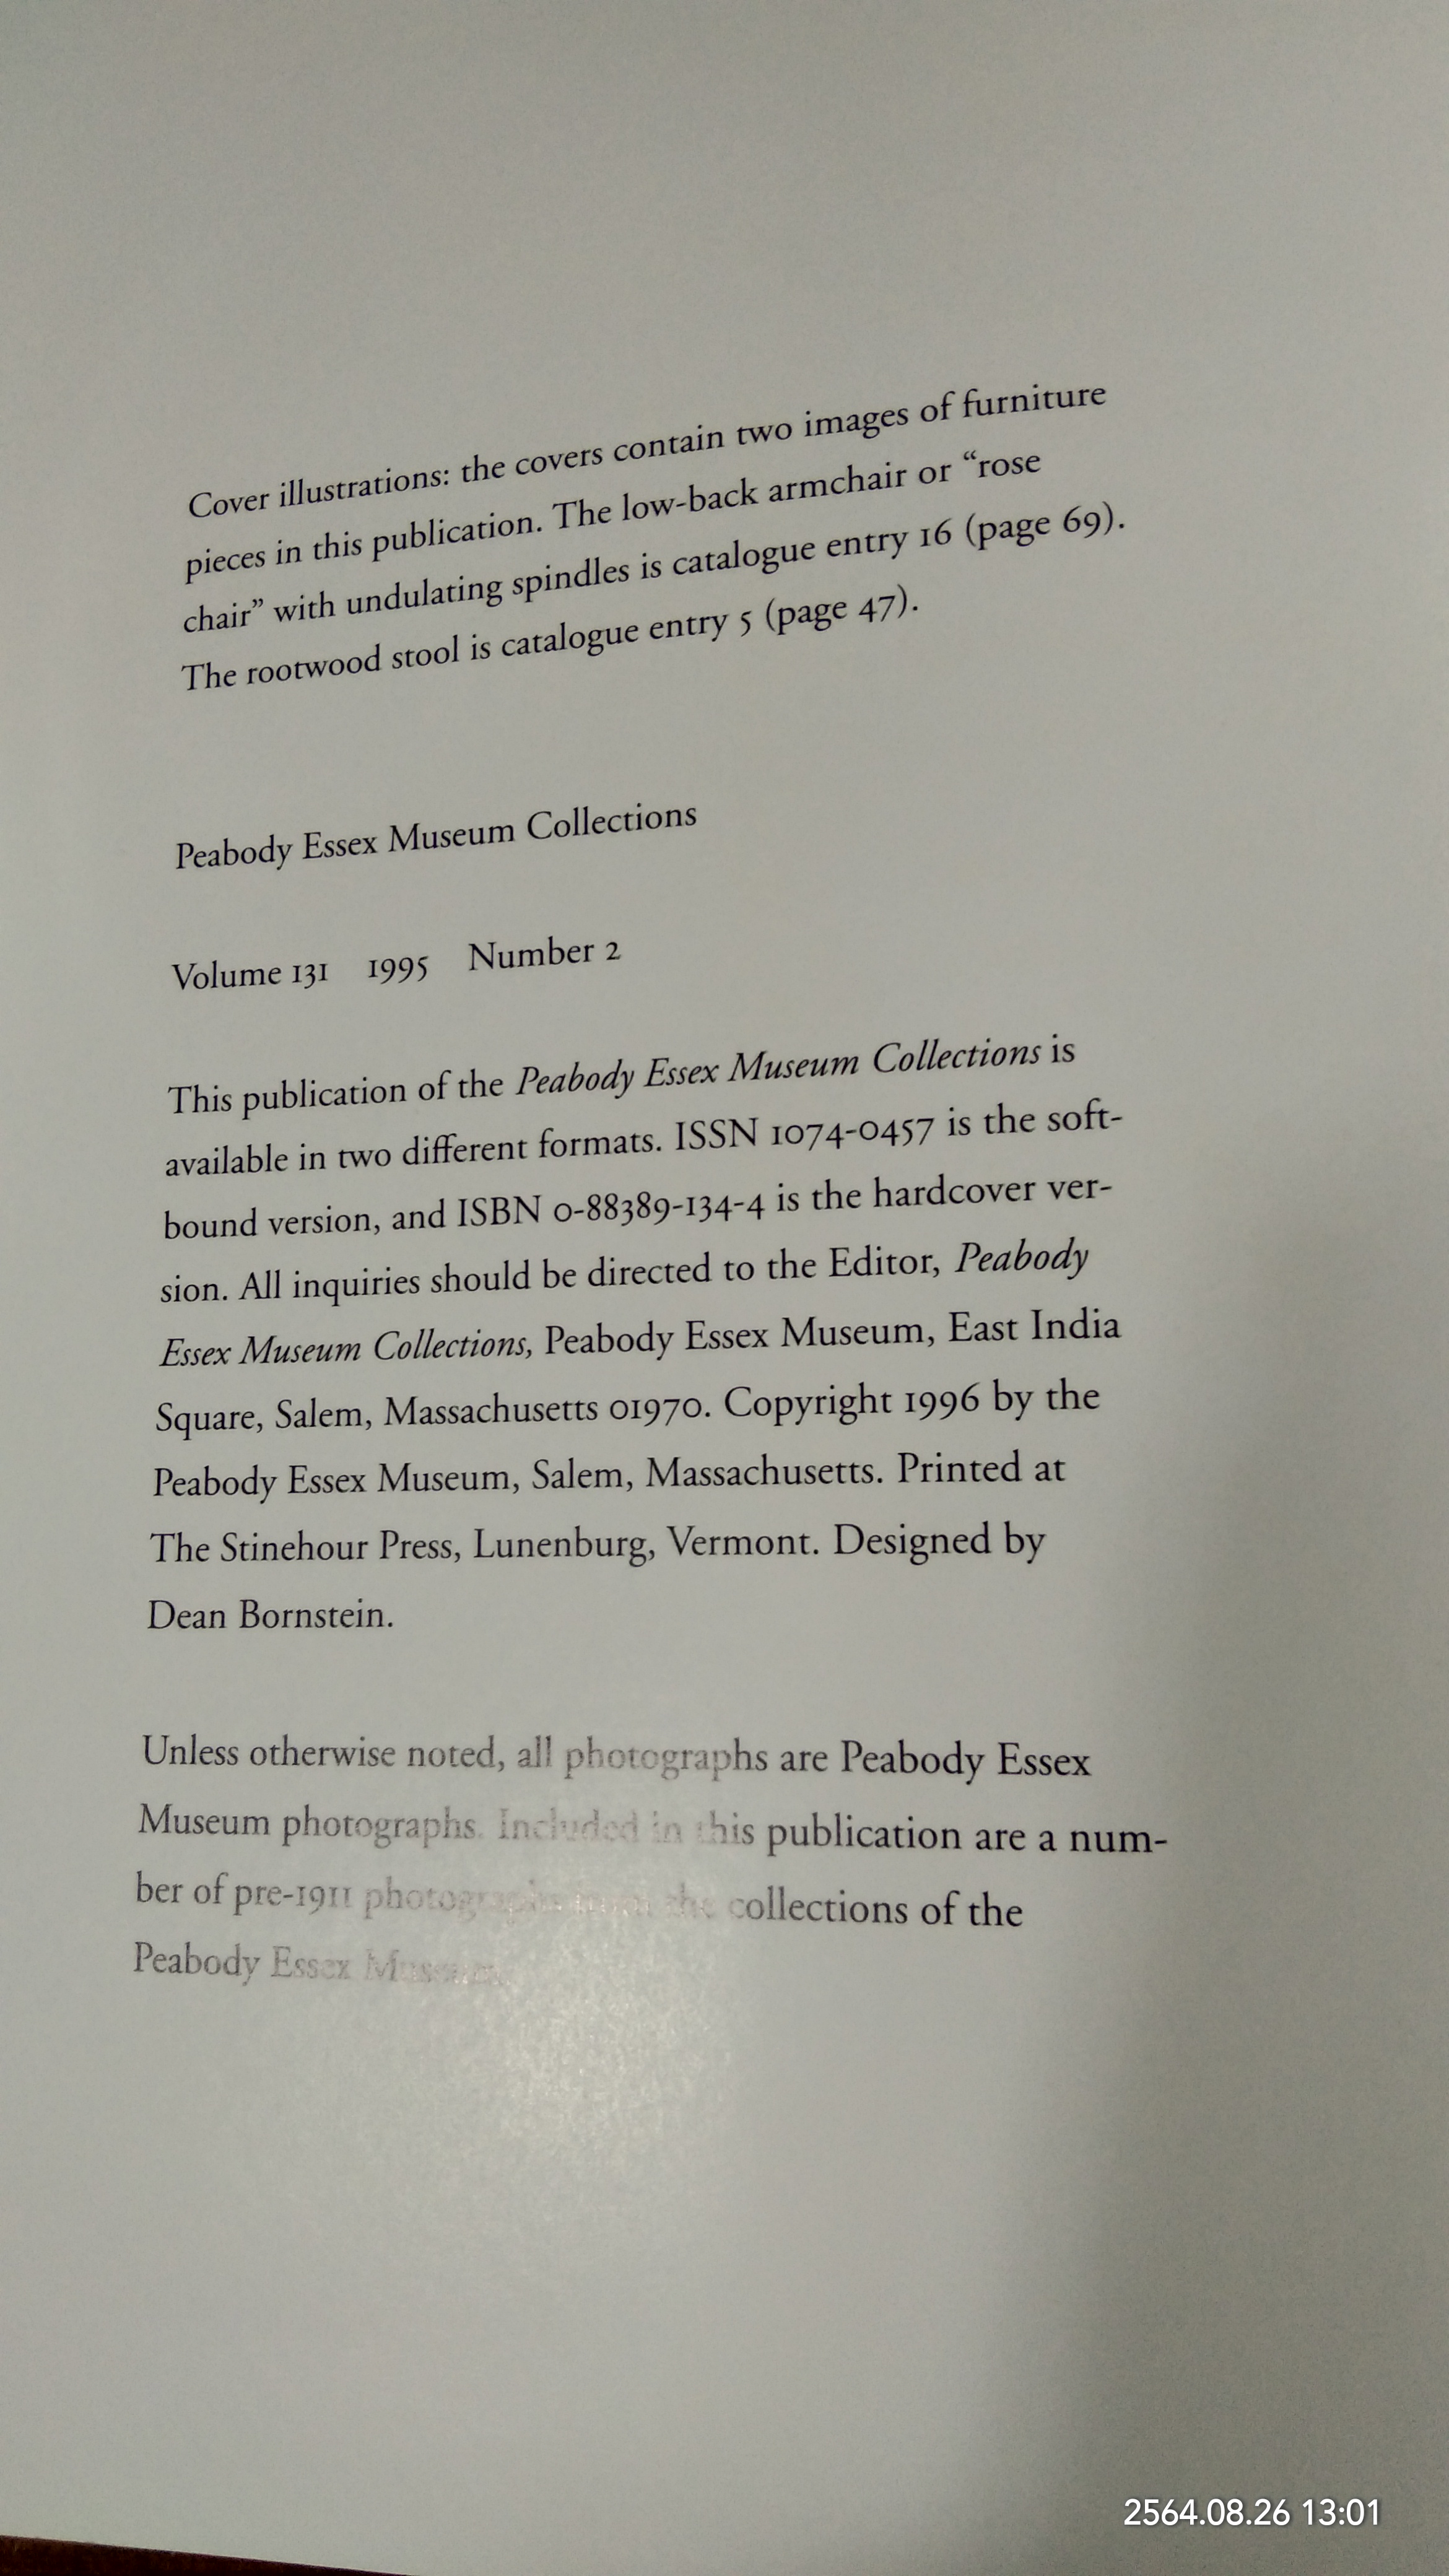 Cover illustrations: the covers contain two images of furniture
pieces in this publication. The low-back armchair or “rose
chair” with undulating spindles is catalogue entry 16 (page 69).
The rootwood stool is catalogue entry 5 (page 47).
Peabody Essex Museum Collections
Volume 131 1995 Number 2
This publication of the Peabody Essex Museum Collections is
available in two different formats. ISSN 1074-0457 is the soft-
bound version, and ISBN 0-88389-134-4 is the hardcover ver-
sion. All inquiries should be directed to the Editor, Peabody
Essex Museum Collections, Peabody Essex Museum, East India
Square, Salem, Massachusetts 01970. Copyright 1996 by the
Peabody Essex Museum, Salem, Massachusetts. Printed at
The Stinehour Press, Lunenburg, Vermont. Designed by
Dean Bornstein.
Unless otherwise noted, all photographs are Peabody Essex
Museum photographs. Included in this publication are a num-
ber of pre-1911 photographs from the collections of the
Peabody Essex Museum.
2564.08.26 13:01